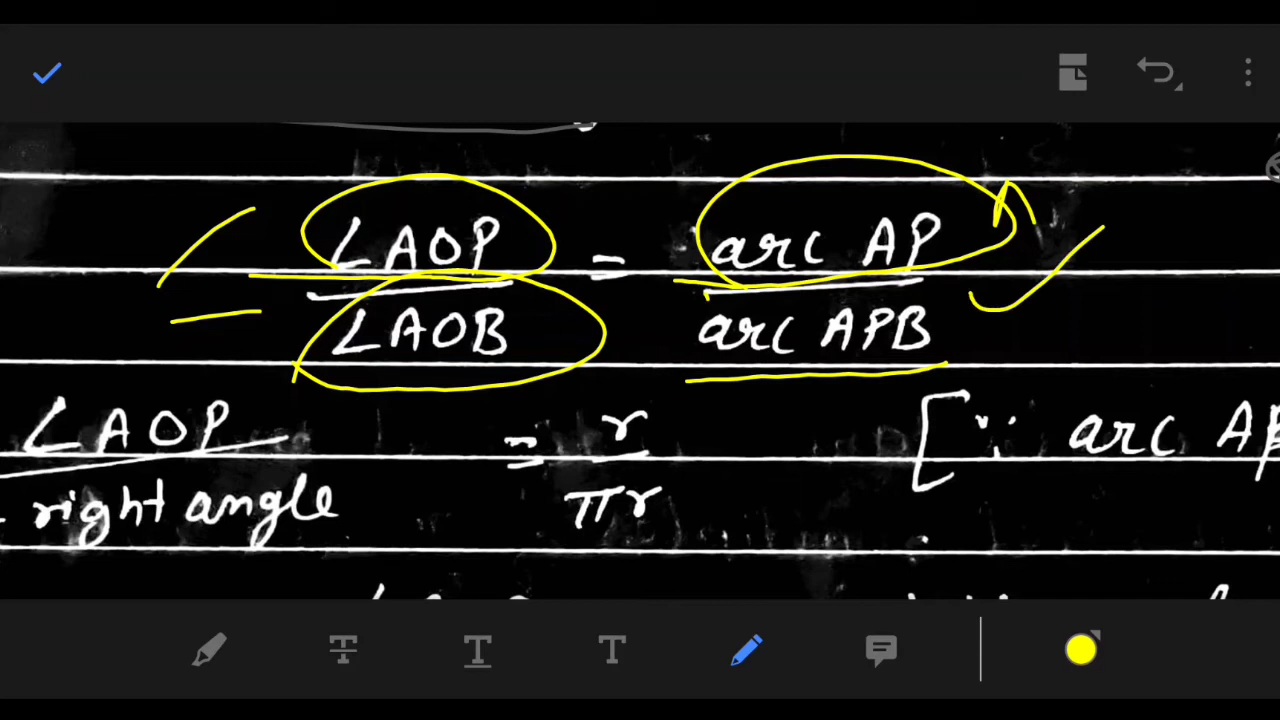 ∠AOP = arc AP
∠AOB arc APB
∠AOP = r [∵ arc AP
right angle πr